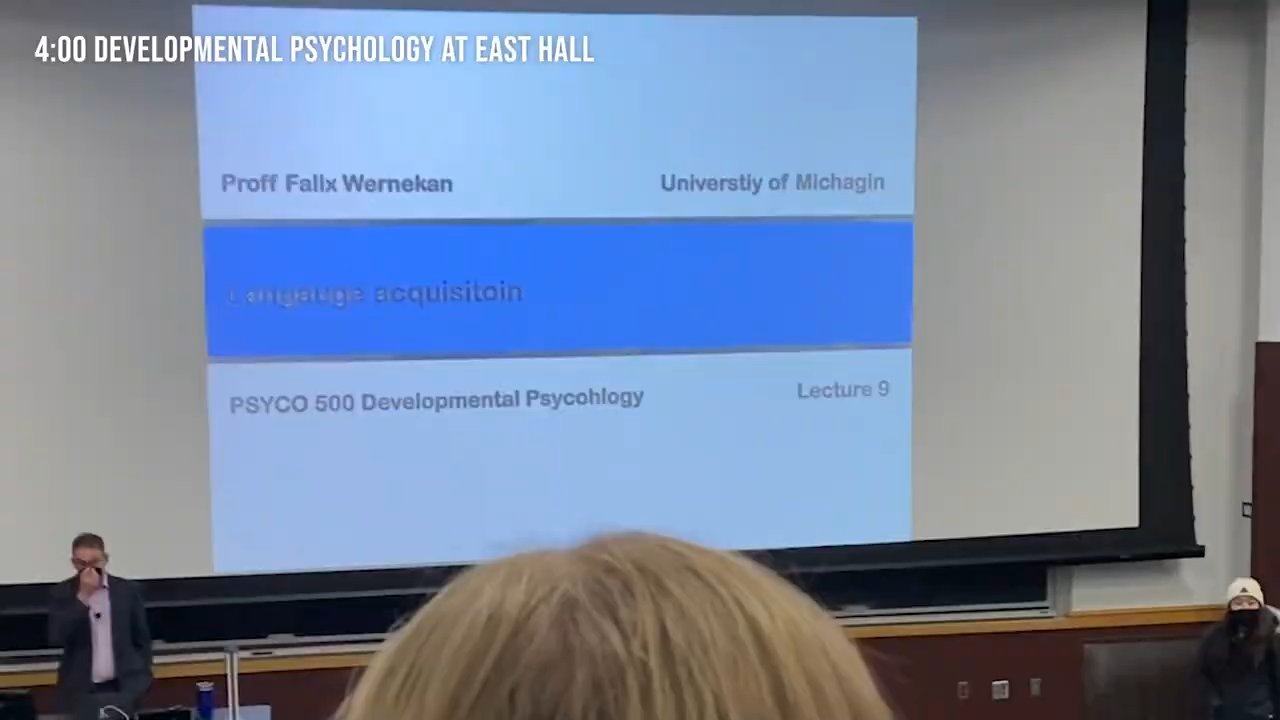 4:00 DEVELOPMENTAL PSYCHOLOGY AT EAST HALL
Proff Falix Wernekan
Universtiy of Michagin
acquisitoin
PSYCO 500 Developmental Psycohlogy
Lecture 9